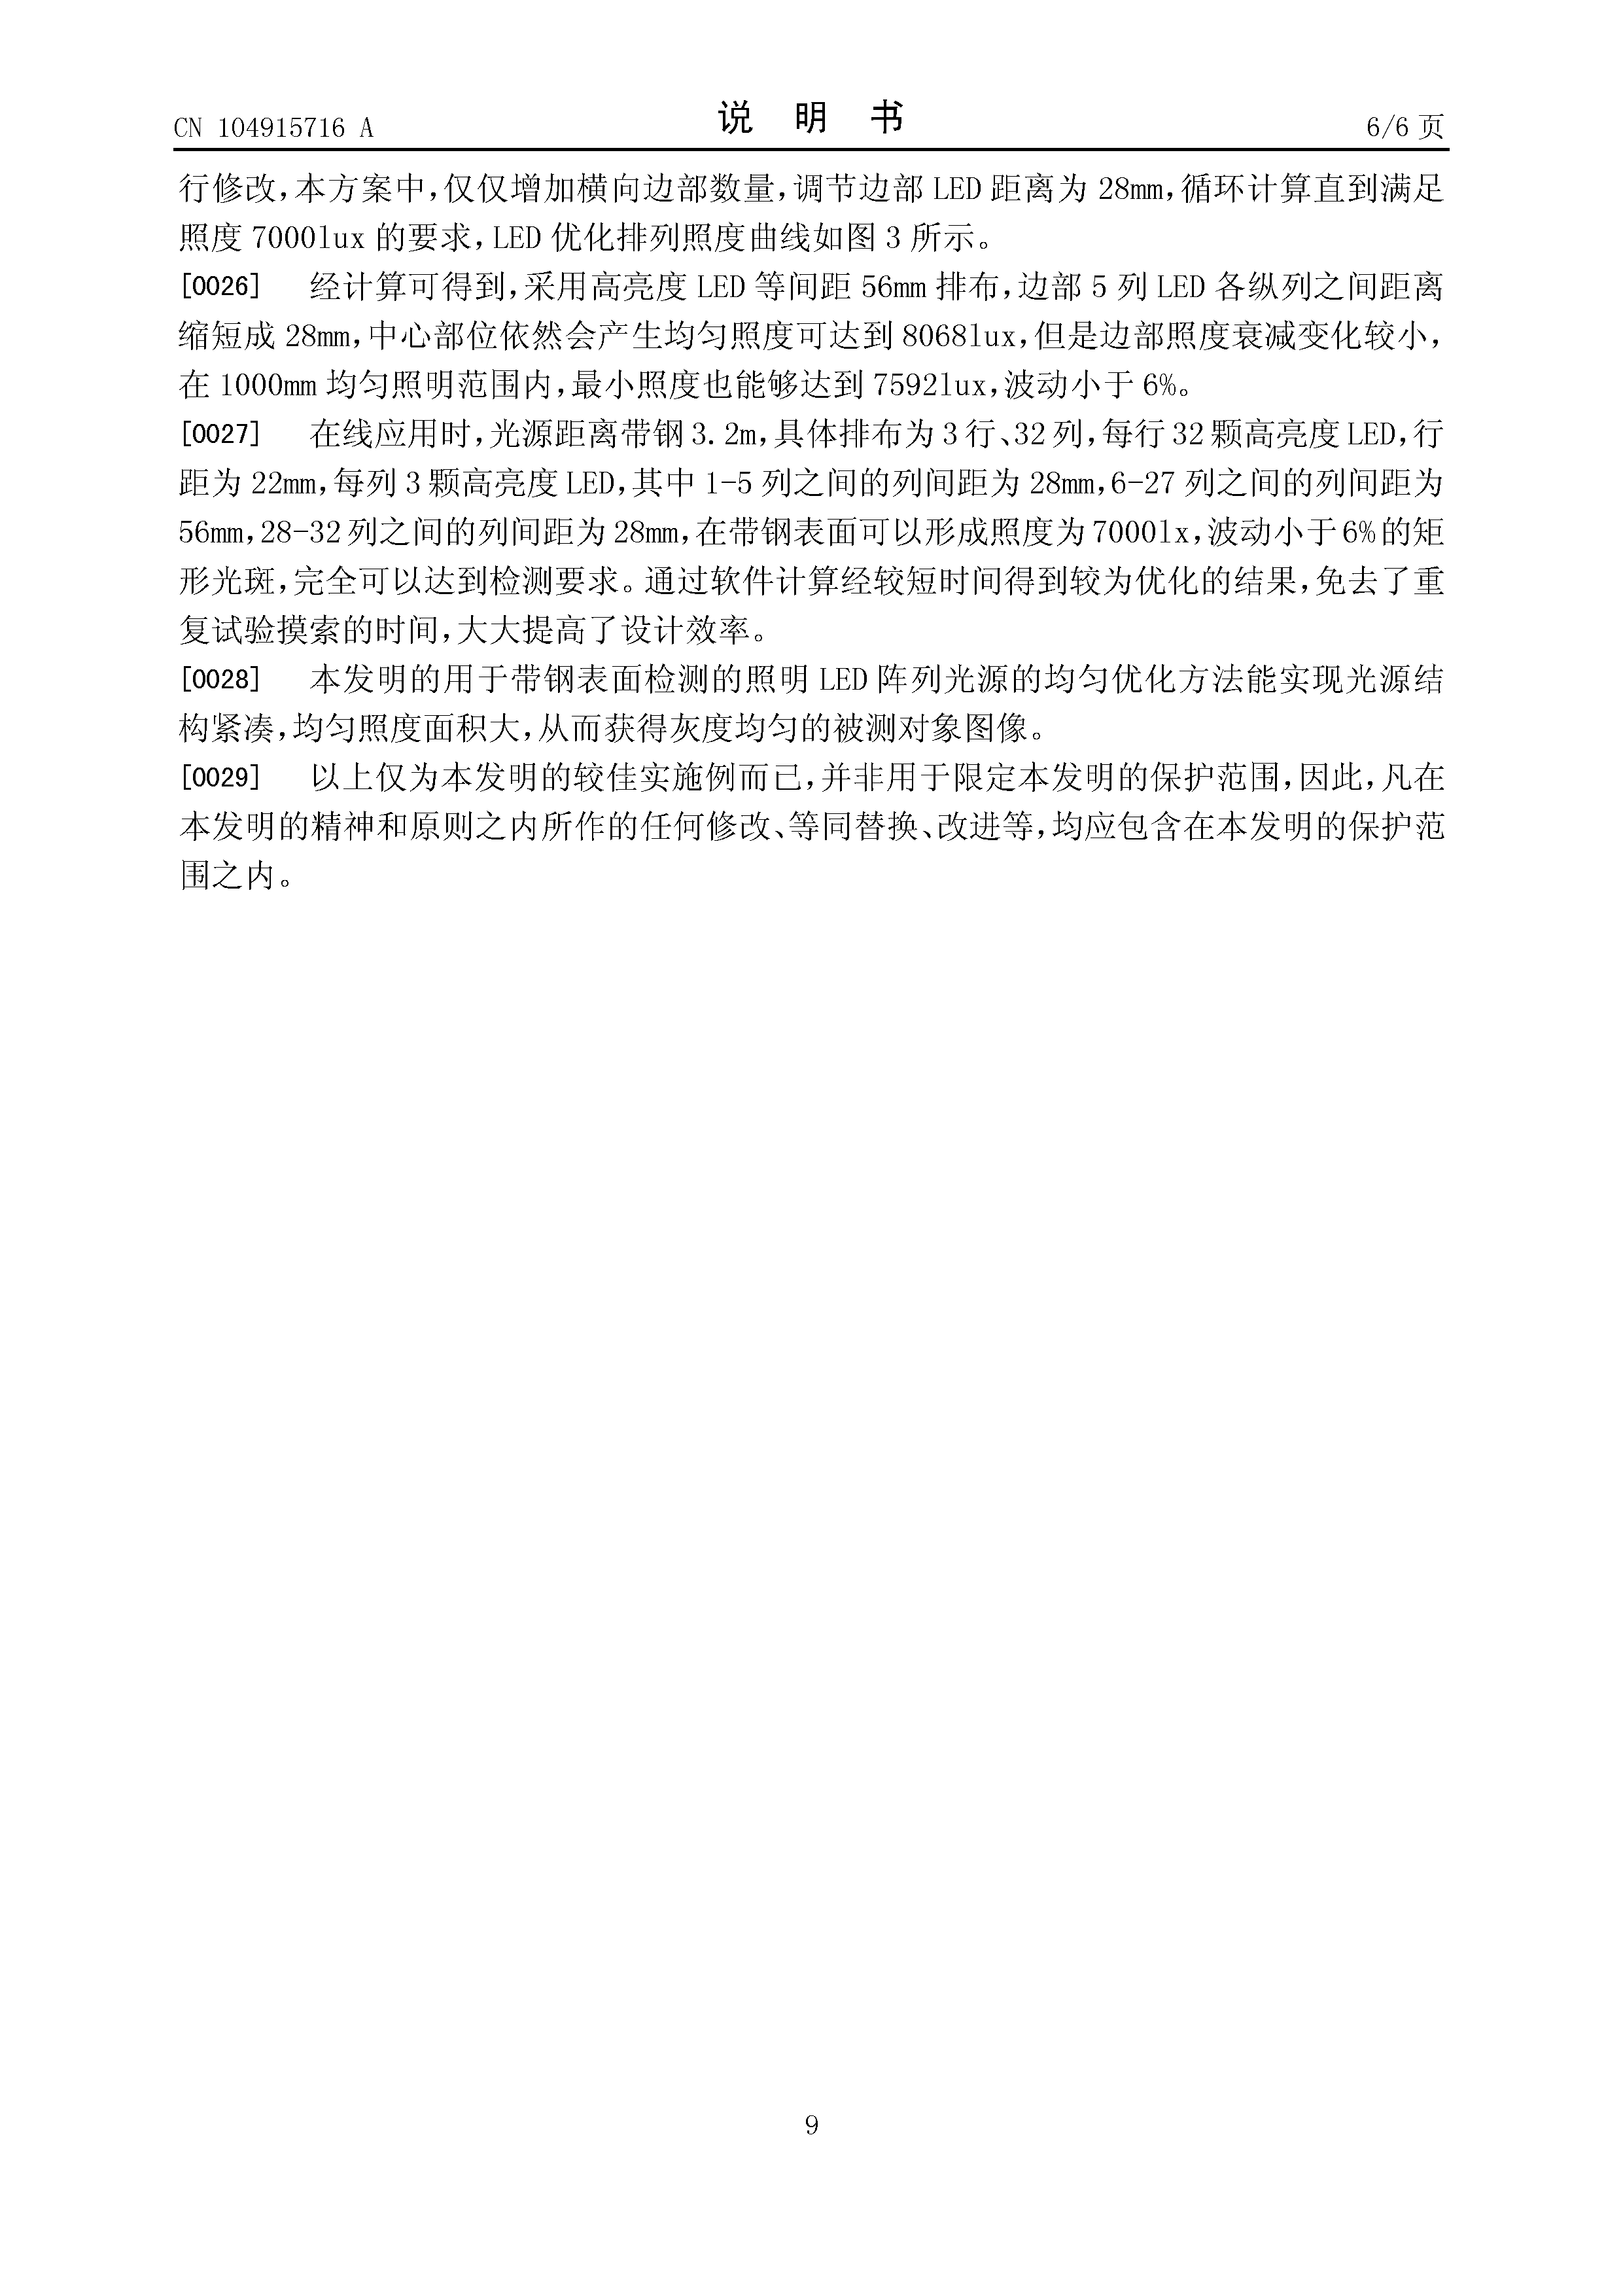 CN 104915716 A
说 明 书
6/6 页
行修改,本方案中,仅仅增加横向边部数量,调节边部 LED 距离为 28mm,循环计算直到满足
照度 7000lux 的要求,LED 优化排列照度曲线如图 3 所示。
[0026] 经计算可得到,采用高亮度 LED 等间距 56mm 排布,边部 5 列 LED 各纵列之间距离
缩短成 28mm,中心部位依然会产生均匀照度可达到 8068lux,但是边部照度衰减变化较小,
在 1000mm 均匀照明范围内,最小照度也能够达到 7592lux,波动小于 6%。
[0027] 在线应用时,光源距离带钢 3.2m,具体排布为 3 行、32 列,每行 32 颗高亮度 LED,行
距为 22mm,每列 3 颗高亮度 LED,其中 1-5 列之间的列间距为 28mm,6-27 列之间的列间距为
56mm,28-32 列之间的列间距为 28mm,在带钢表面可以形成照度为 7000lx,波动小于 6% 的矩
形光斑,完全可以达到检测要求。通过软件计算经较短时间得到较为优化的结果,免去了重
复试验摸索的时间,大大提高了设计效率。
[0028] 本发明的用于带钢表面检测的照明 LED 阵列光源的均匀优化方法能实现光源结
构紧凑,均匀照度面积大,从而获得灰度均匀的被测对象图像。
[0029] 以上仅为本发明的较佳实施例而已,并非用于限定本发明的保护范围,因此,凡在
本发明的精神和原则之内所作的任何修改、等同替换、改进等,均应包含在本发明的保护范
围之内。
9